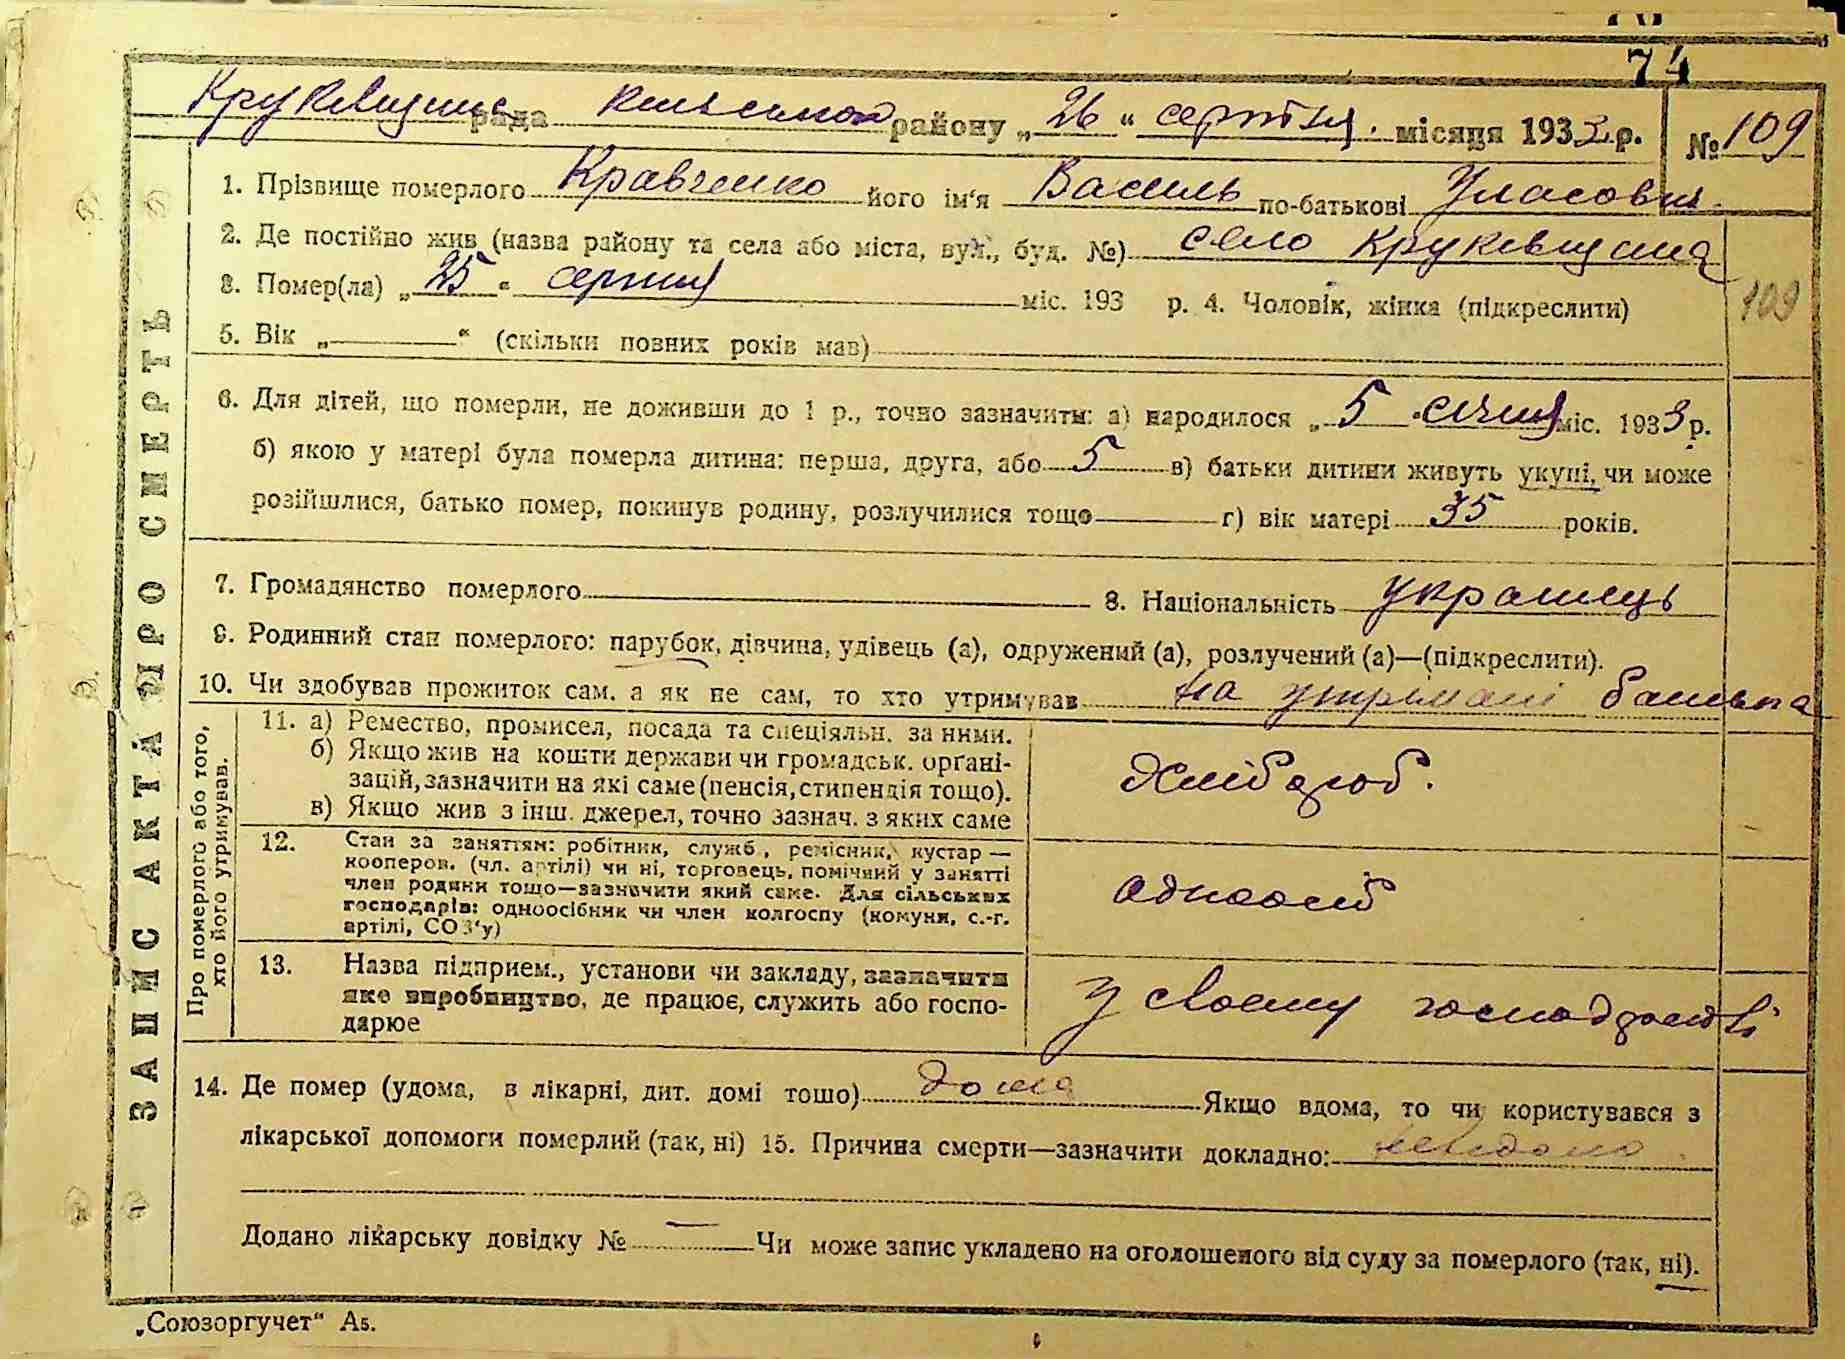 74
Круківщин. рада київського району „26“ серпня місяця 1933 р. № 109
1. Прізвище померлого Кравченко його ім'я Василь по-батькові Уласович
2. Де постійно жив (назва району та села або міста, вул., буд. №) село Круківщина
3. Помер(ла) „25“ серпня міс. 193 р. 4. Чоловік, жінка (підкреслити)
109
5. Вік „—“ (скільки повних років мав)
6. Для дітей, що померли, не доживши до 1 р., точно зазначити: а) народилося „5“ січня міс. 1933 р.
б) якою у матері була померла дитина: перша, друга, або 5 в) батьки дитини живуть укупі, чи може
розійшлися, батько помер, покинув родину, розлучилися тощо г) вік матері 35 років.
7. Громадянство померлого 8. Національність українець
9. Родинний стан померлого: парубок, дівчина, удівець (а), одружений (а), розлучений (а)—(підкреслити).
10. Чи здобував прожиток сам. а як не сам, то хто утримував на утримані батька
ЗАПИС АКТА ПРО СМЕРТЬ
Про померлого або того,
хто його утримував.
11. а) Ремество, промисел, посада та спеціяльн. за ними.
б) Якщо жив на кошти держави чи громадськ. орґані-
зацій, зазначити на які саме (пенсія, стипендія тощо).
в) Якщо жив з інш. джерел, точно зазнач. з яких саме
хлібороб.
12. Стан за заняттям: робітник, служб., ремісник, кустар —
кооперов. (чл. артілі) чи ні, торговець, помічний у занятті
член родини тощо—зазначити який саме. Для сільських
господарів: одноосібник чи член колгоспу (комуни, с.-г.
артілі, СОЗ'у)
одноосіб
13. Назва підприєм., установи чи закладу, зазначити
яке виробництво, де працює, служить або госпо-
дарює
у своєму господрстві
14. Де помер (удома, в лікарні, дит. домі тощо) дома Якщо вдома, то чи користувався з
лікарської допомоги померлий (так, ні) 15. Причина смерти—зазначити докладно: невідомо
Додано лікарську довідку № — Чи може запис укладено на оголошеного від суду за померлого (так, ні).
„Союзоргучет“ А5.